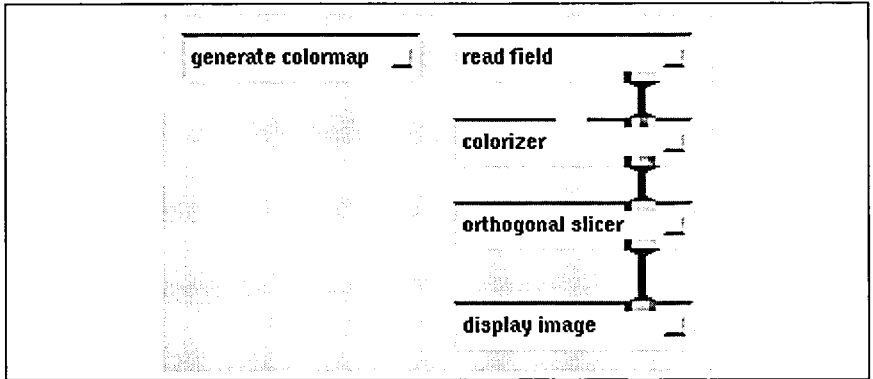 generate colormap
read field
colorizer
orthogonal slicer
display image